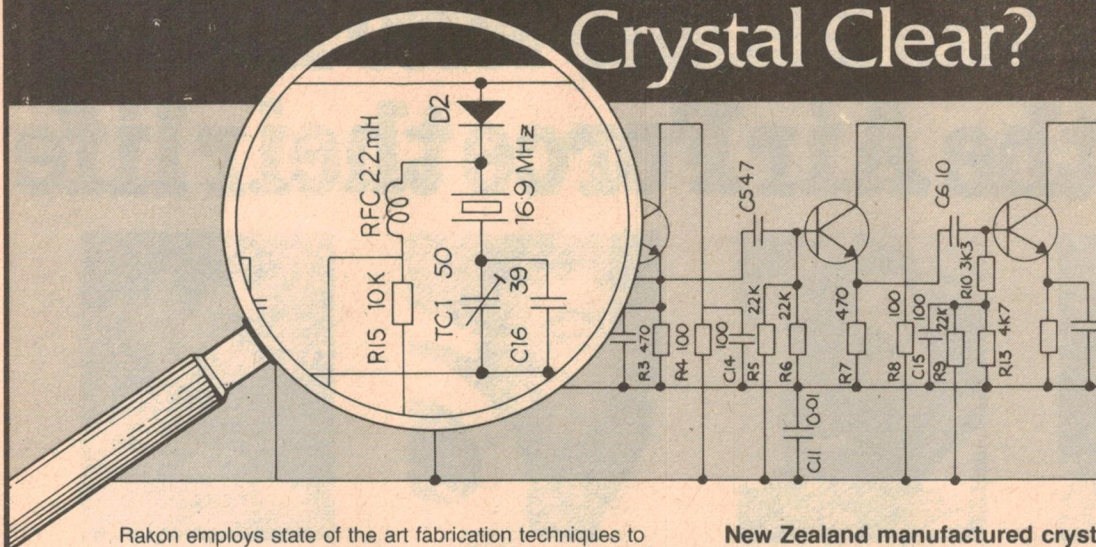 Crystal Clear?
RFC 2·2mH
D2
16·9 MHz
R15 10K
TC1 50
C16 39
R3 470
R4 100
C14 100
R5 22K
R6 22K
C5 47
C11 0·01
R7 470
R8 100
C15 100
R9 22K
C6 10
R10 3K3
R13 4K7
Rakon employs state of the art fabrication techniques to
New Zealand manufactured cryst